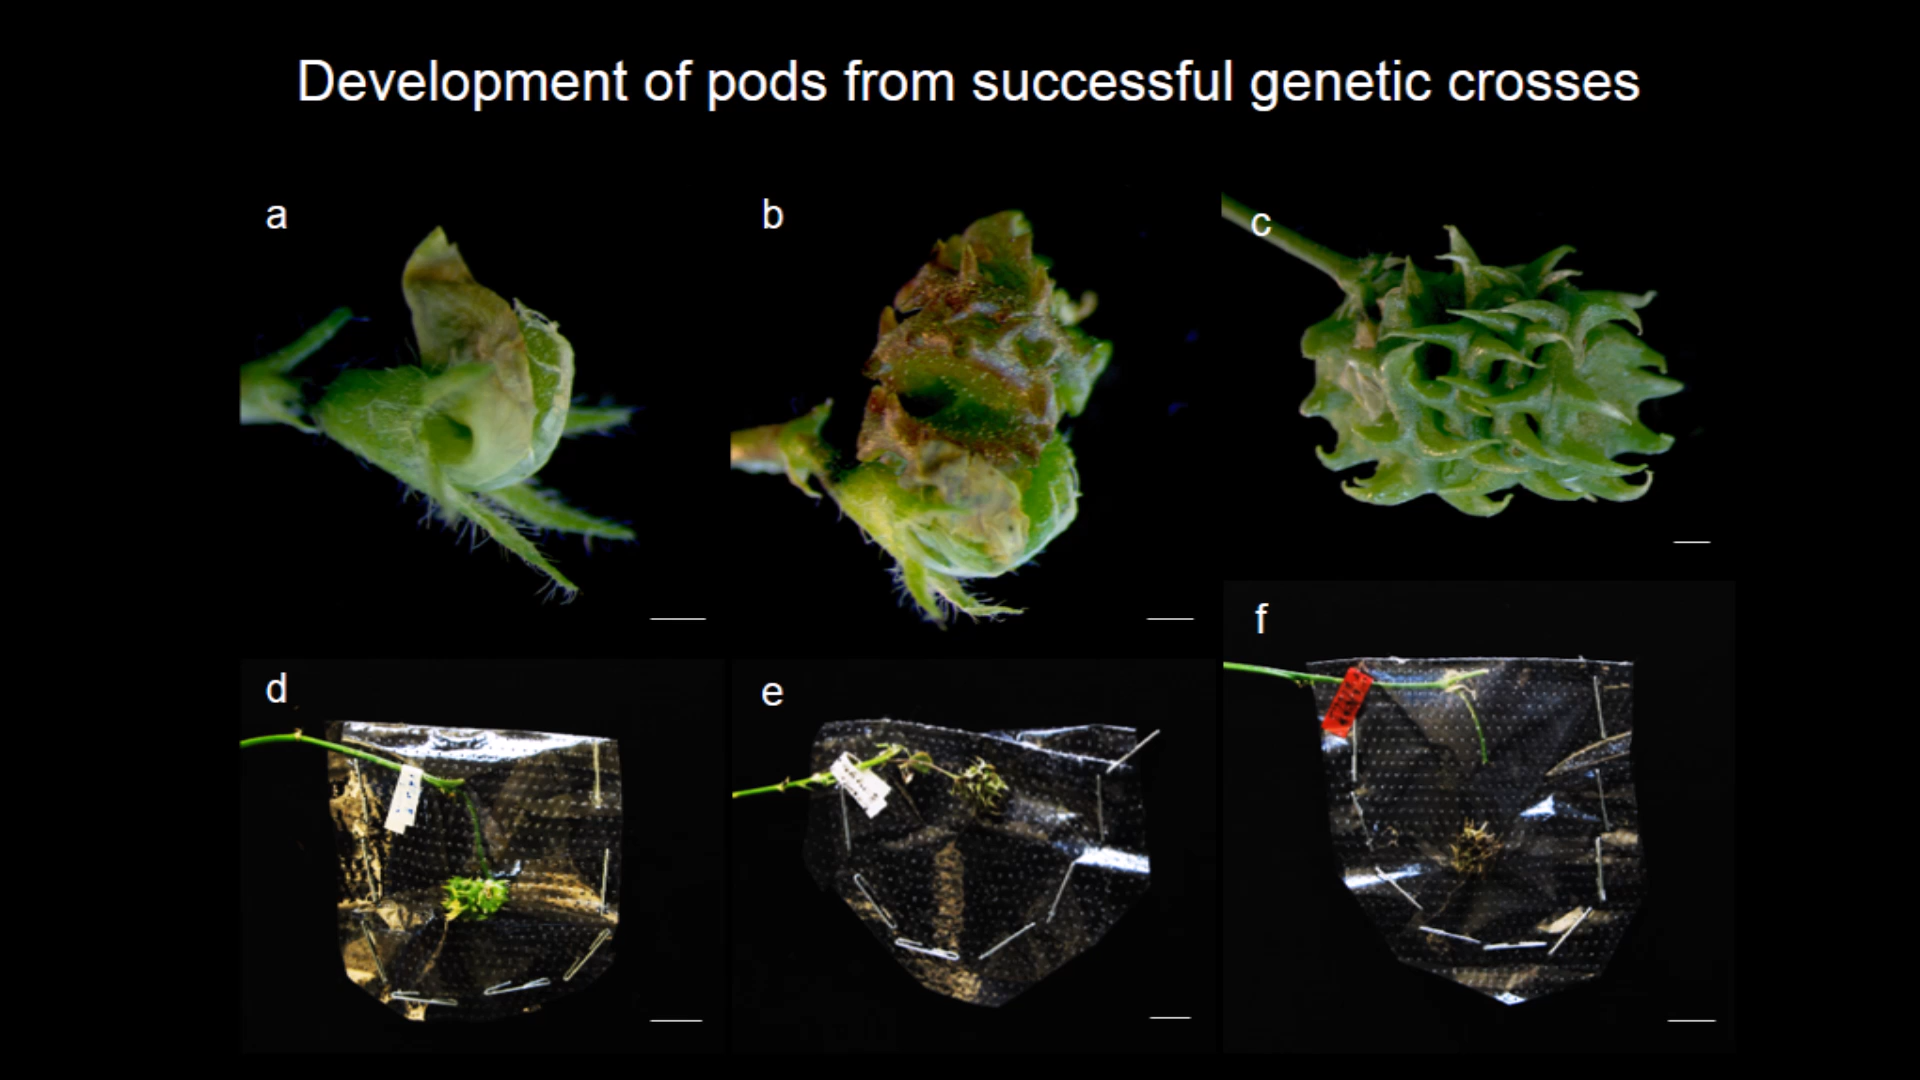 Development of pods from successful genetic crosses
a
b
c
d
e
f